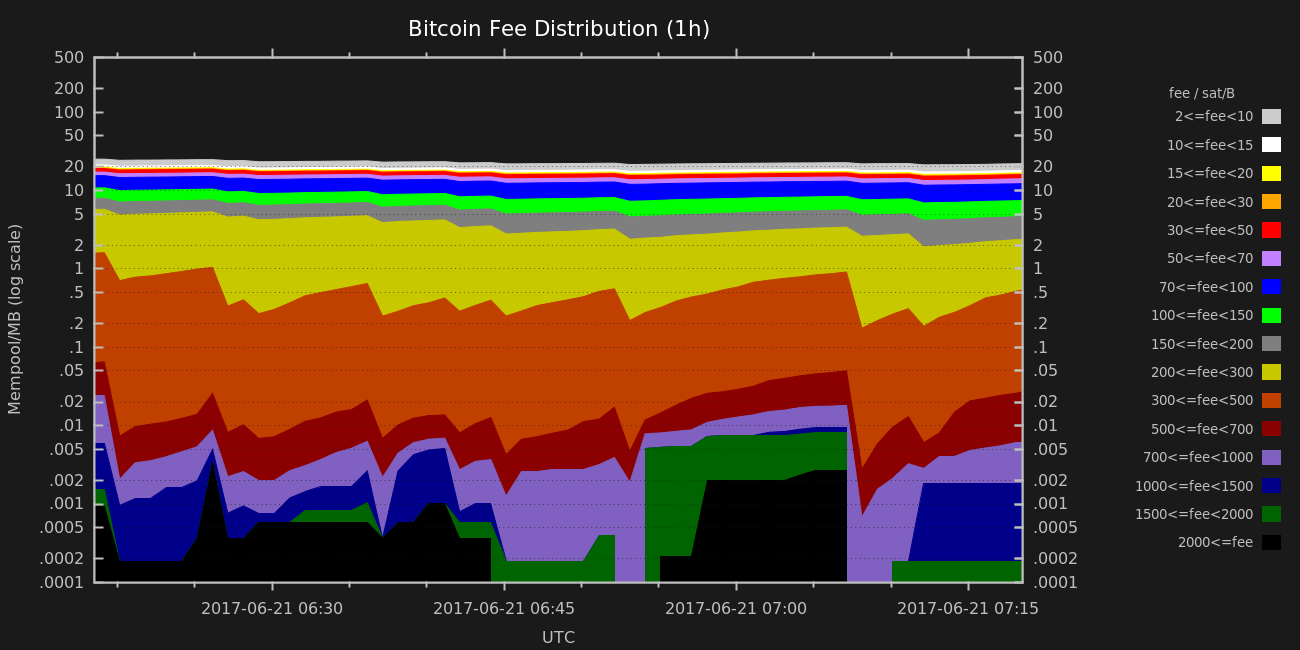 Bitcoin Fee Distribution (1h)
500
200
100
50
20
10
5
2
1
.5
.2
.1
.05
.02
.01
.005
.002
.001
.0005
.0002
.0001
Mempool/MB (log scale)
500
200
100
50
20
10
5
2
1
.5
.2
.1
.05
.02
.01
.005
.002
.001
.0005
.0002
.0001
2017-06-21 06:30
2017-06-21 06:45
2017-06-21 07:00
2017-06-21 07:15
UTC
fee / sat/B
2<=fee<10
10<=fee<15
15<=fee<20
20<=fee<30
30<=fee<50
50<=fee<70
70<=fee<100
100<=fee<150
150<=fee<200
200<=fee<300
300<=fee<500
500<=fee<700
700<=fee<1000
1000<=fee<1500
1500<=fee<2000
2000<=fee